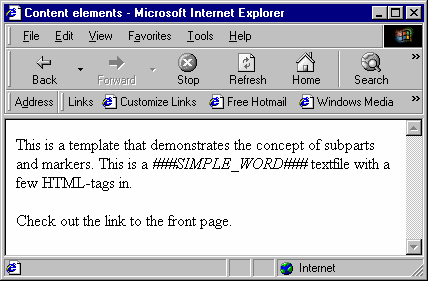 Content elements - Microsoft Internet Explorer
File Edit View Favorites Tools Help
Back Forward Stop Refresh Home Search »
Address Links Customize Links Free Hotmail Windows Media »
This is a template that demonstrates the concept of subparts
and markers. This is a ###SIMPLE_WORD### textfile with a
few HTML-tags in.
Check out the link to the front page.
Internet